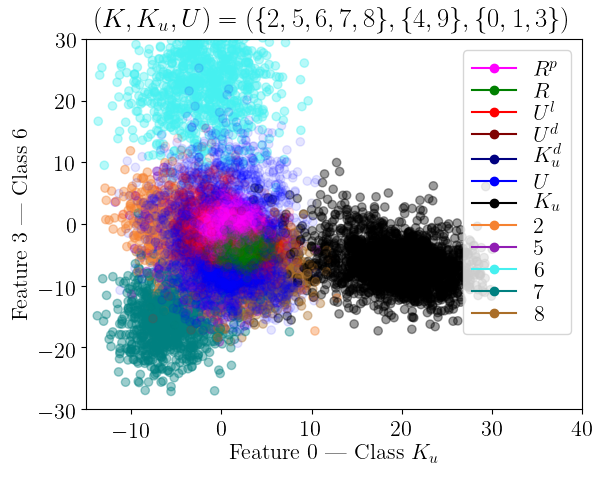 (K, K_u, U) = ({2, 5, 6, 7, 8}, {4, 9}, {0, 1, 3})
30
20
10
0
−10
−20
−30
Feature 3 — Class 6
R^p
R
U^l
U^d
K_u^d
U
K_u
2
5
6
7
8
−10
0
10
20
30
40
Feature 0 — Class K_u